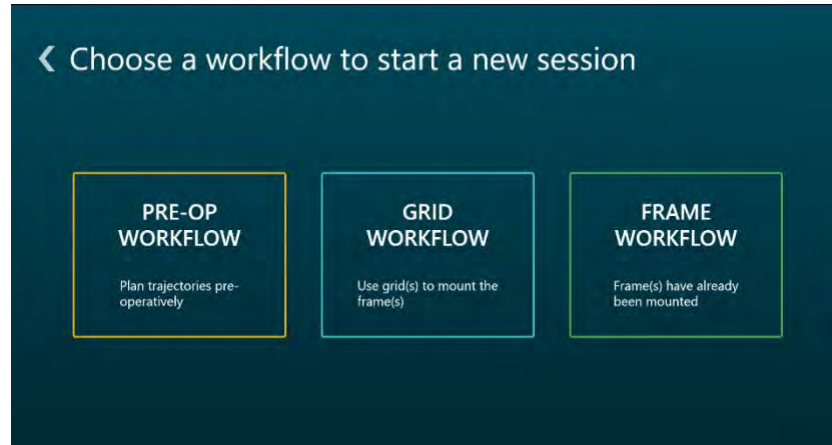 Choose a workflow to start a new session
PRE-OP
WORKFLOW
Plan trajectories pre-
operatively
GRID
WORKFLOW
Use grid(s) to mount the
frame(s)
FRAME
WORKFLOW
Frame(s) have already
been mounted